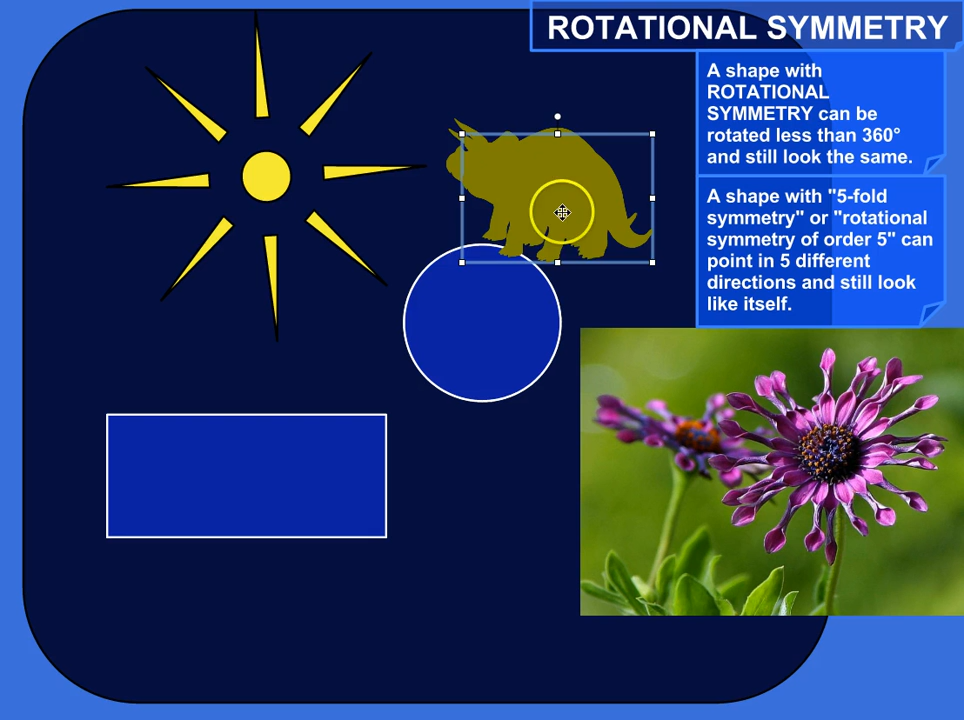 ROTATIONAL SYMMETRY
A shape with
ROTATIONAL
SYMMETRY can be
rotated less than 360°
and still look the same.
A shape with "5-fold
symmetry" or "rotational
symmetry of order 5" can
point in 5 different
directions and still look
like itself.